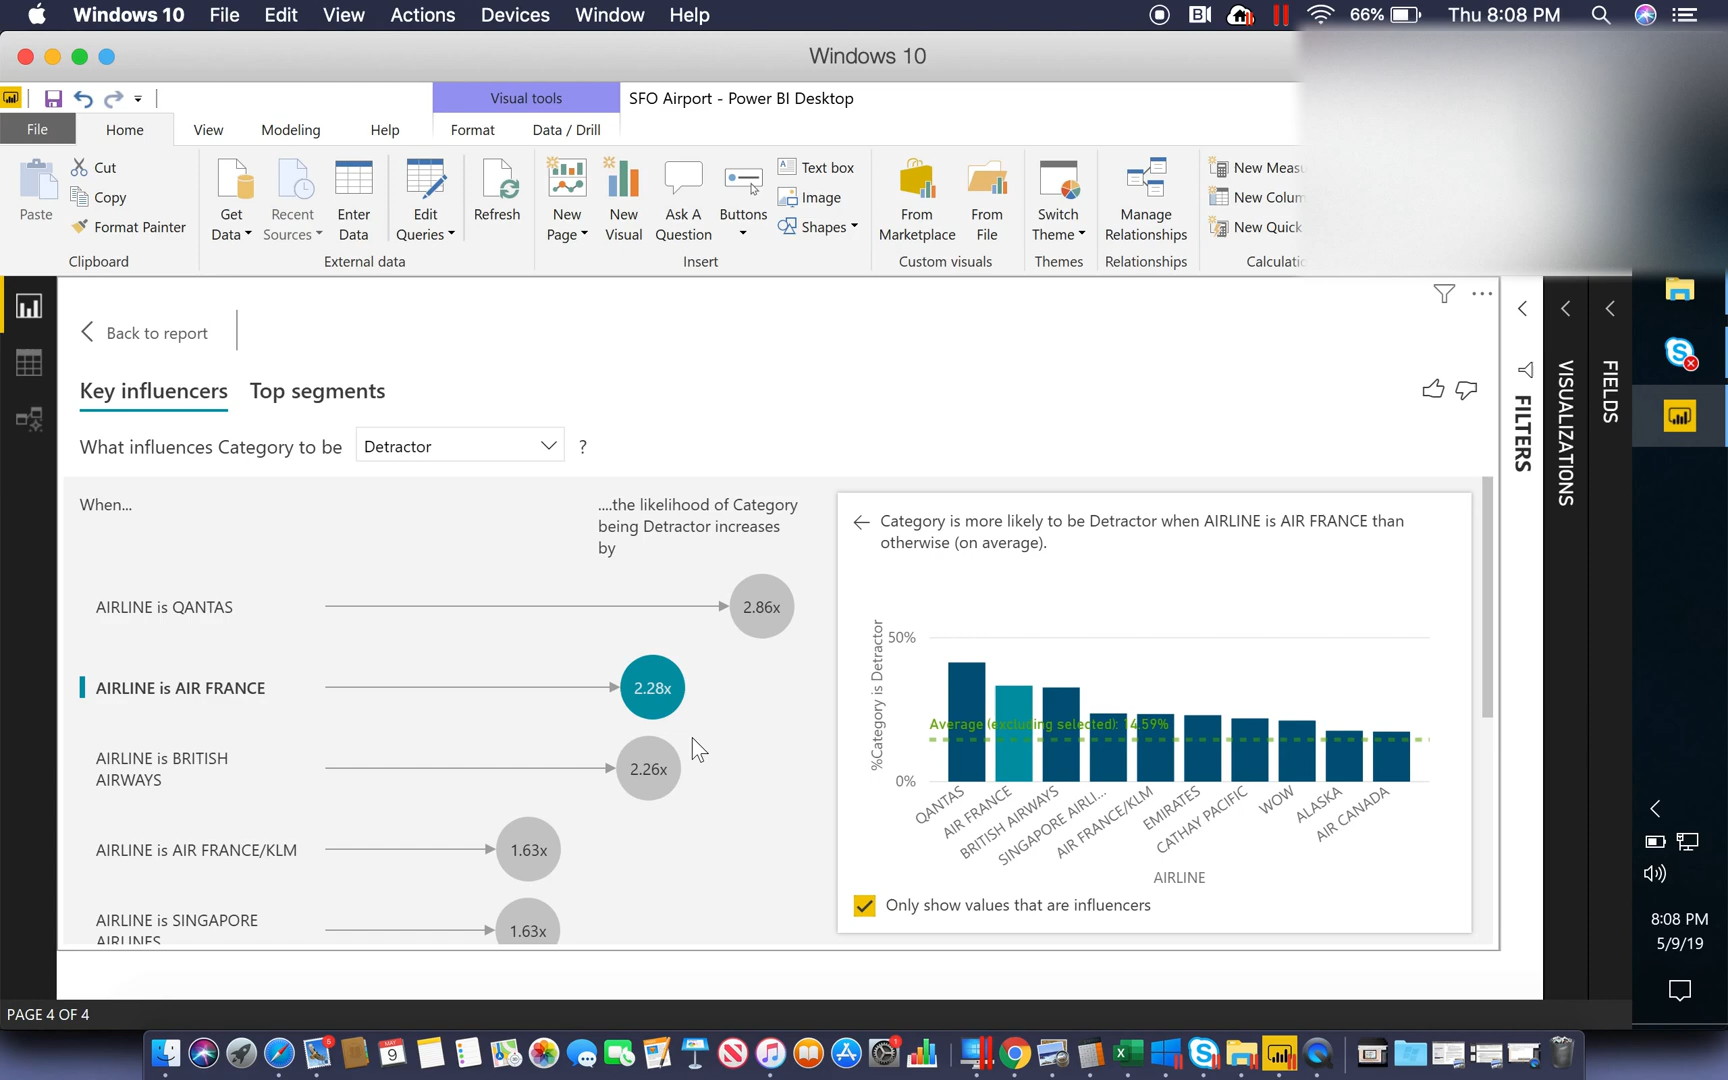 Windows 10 File Edit View Actions Devices Window Help 66% Thu 8:08 PM
Windows 10
Visual tools SFO Airport - Power BI Desktop
File Home View Modeling Help Format Data / Drill
Paste
Cut
Copy
Format Painter
Clipboard
Get
Data
Recent
Sources
Enter
Data
Edit
Queries
Refresh
External data
New
Page
New
Visual
Ask A
Question
Buttons
Text box
Image
Shapes
Insert
From
Marketplace
From
File
Custom visuals
Switch
Theme
Themes
Manage
Relationships
Relationships
New Measu
New Colum
New Quick
Calculatic
Back to report
Key influencers Top segments
What influences Category to be Detractor ?
When...
....the likelihood of Category
being Detractor increases
by
AIRLINE is QANTAS 2.86x
AIRLINE is AIR FRANCE 2.28x
AIRLINE is BRITISH
AIRWAYS
2.26x
AIRLINE is AIR FRANCE/KLM 1.63x
AIRLINE is SINGAPORE
AIRLINES
1.63x
Category is more likely to be Detractor when AIRLINE is AIR FRANCE than
otherwise (on average).
%Category is Detractor
50%
0%
Average (excluding selected): 14.59%
QANTAS
AIR FRANCE
BRITISH AIRWAYS
SINGAPORE AIRLI...
AIR FRANCE/KLM
EMIRATES
CATHAY PACIFIC
WOW
ALASKA
AIR CANADA
AIRLINE
Only show values that are influencers
FILTERS
VISUALIZATIONS
FIELDS
8:08 PM
5/9/19
PAGE 4 OF 4